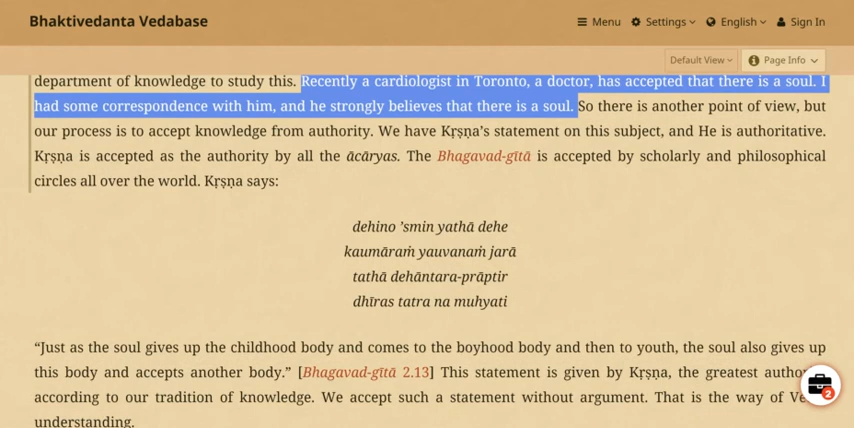 Bhaktivedanta Vedabase
Menu Settings English Sign In
Default View Page Info
department of knowledge to study this. Recently a cardiologist in Toronto, a doctor, has accepted that there is a soul. I
had some correspondence with him, and he strongly believes that there is a soul. So there is another point of view, but
our process is to accept knowledge from authority. We have Kṛṣṇa’s statement on this subject, and He is authoritative.
Kṛṣṇa is accepted as the authority by all the ācāryas. The Bhagavad-gītā is accepted by scholarly and philosophical
circles all over the world. Kṛṣṇa says:
dehino ’smin yathā dehe
kaumāraṁ yauvanaṁ jarā
tathā dehāntara-prāptir
dhīras tatra na muhyati
“Just as the soul gives up the childhood body and comes to the boyhood body and then to youth, the soul also gives up
this body and accepts another body.” [Bhagavad-gītā 2.13] This statement is given by Kṛṣṇa, the greatest
according to our tradition of knowledge. We accept such a statement without argument. That is the way of
understanding.
2